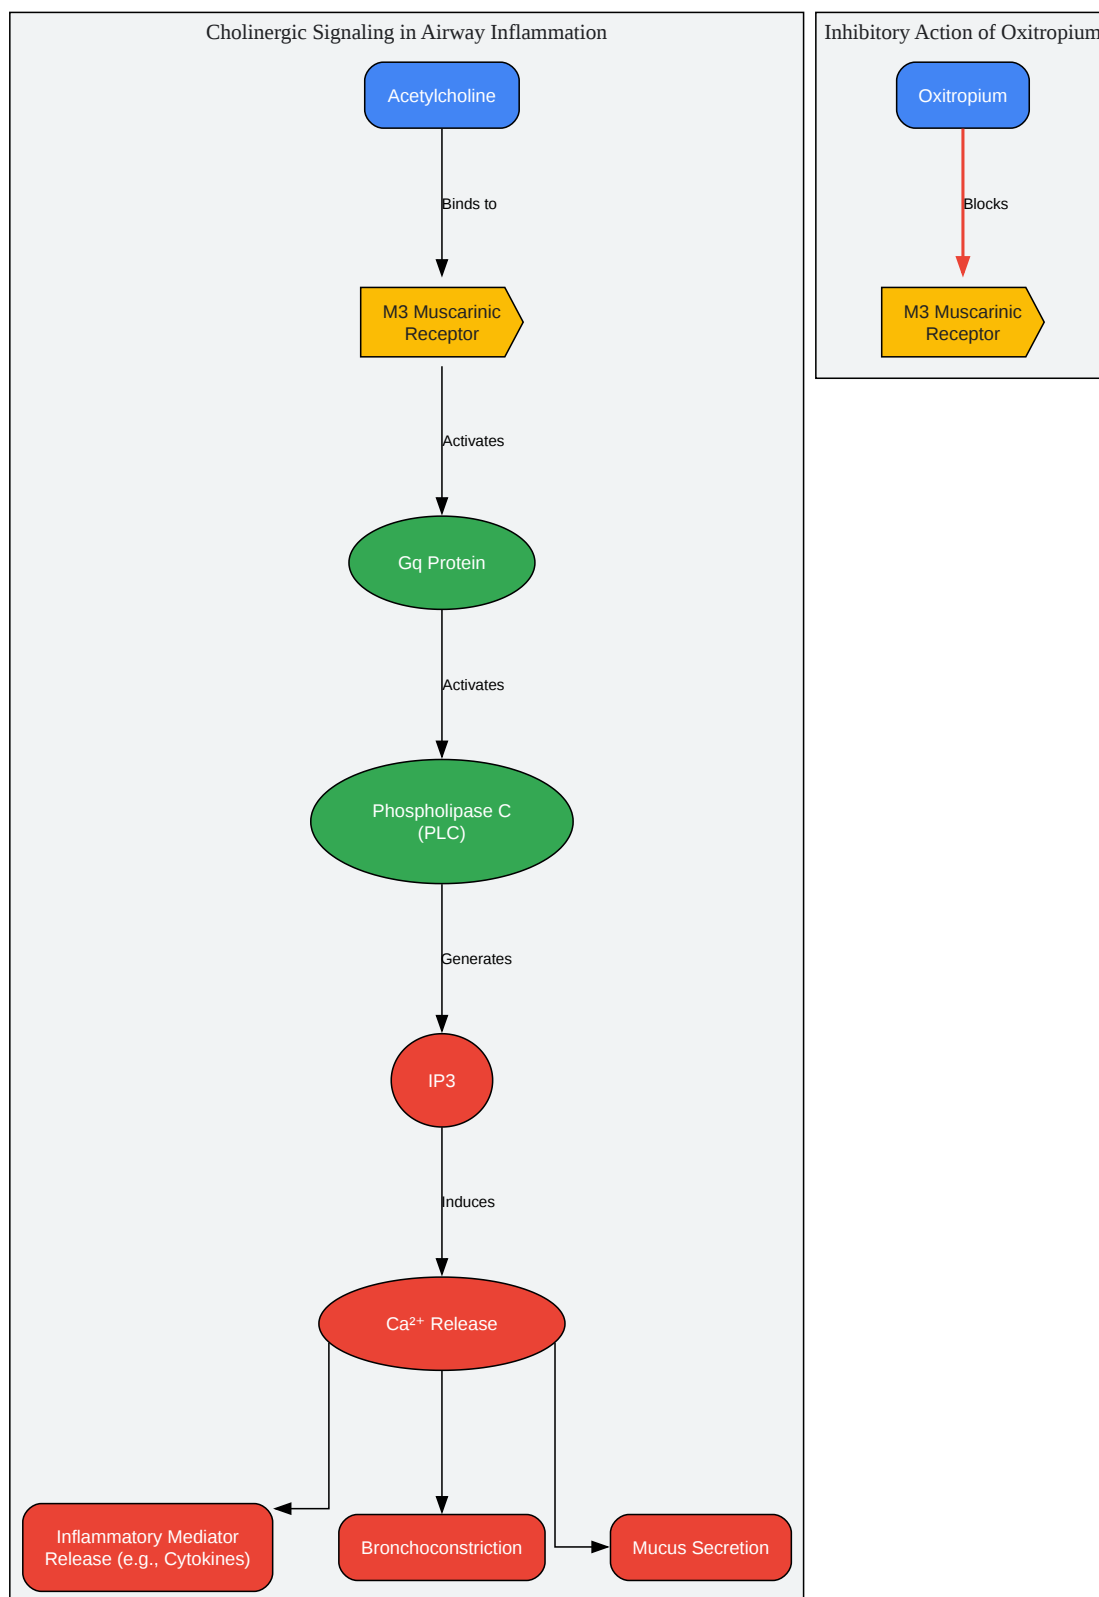 Cholinergic Signaling in Airway Inflammation
Acetylcholine
Binds to
M3 Muscarinic
Receptor
Activates
Gq Protein
Activates
Phospholipase C
(PLC)
Generates
IP3
Induces
Ca²⁺ Release
Inflammatory Mediator
Release (e.g., Cytokines)
Bronchoconstriction
Mucus Secretion
Inhibitory Action of Oxitropium
Oxitropium
Blocks
M3 Muscarinic
Receptor